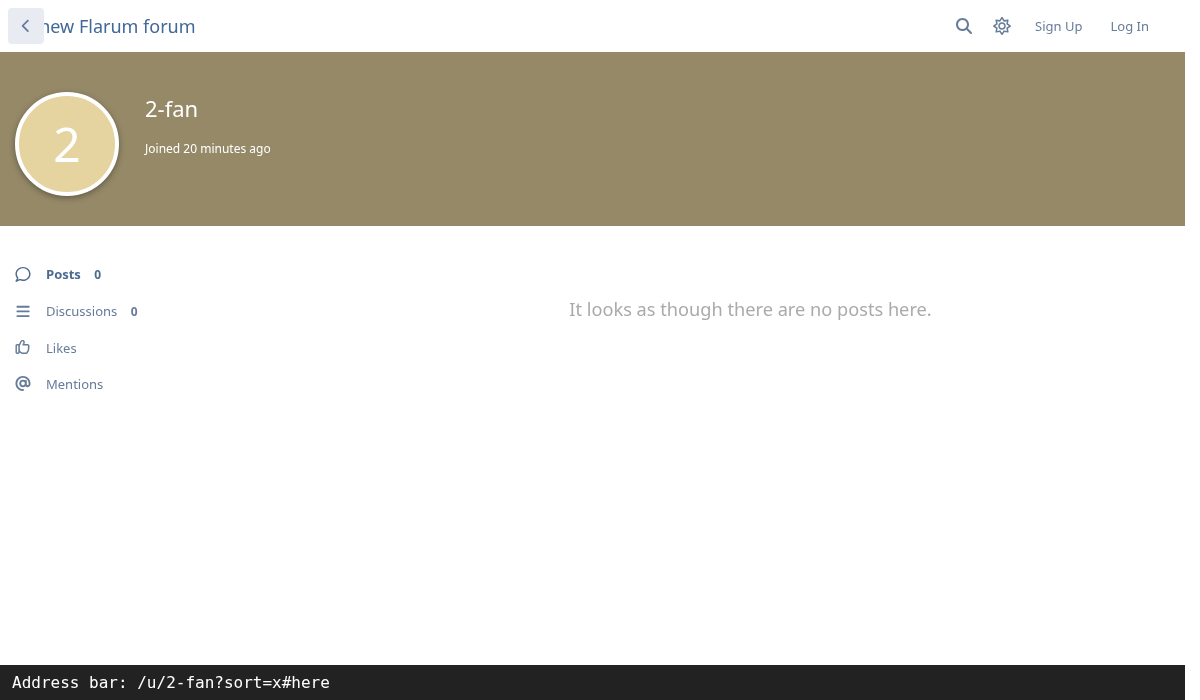 new Flarum forum
Sign Up
Log In
2
2-fan
Joined 20 minutes ago
Posts 0
Discussions 0
Likes
Mentions
It looks as though there are no posts here.
Address bar: /u/2-fan?sort=x#here